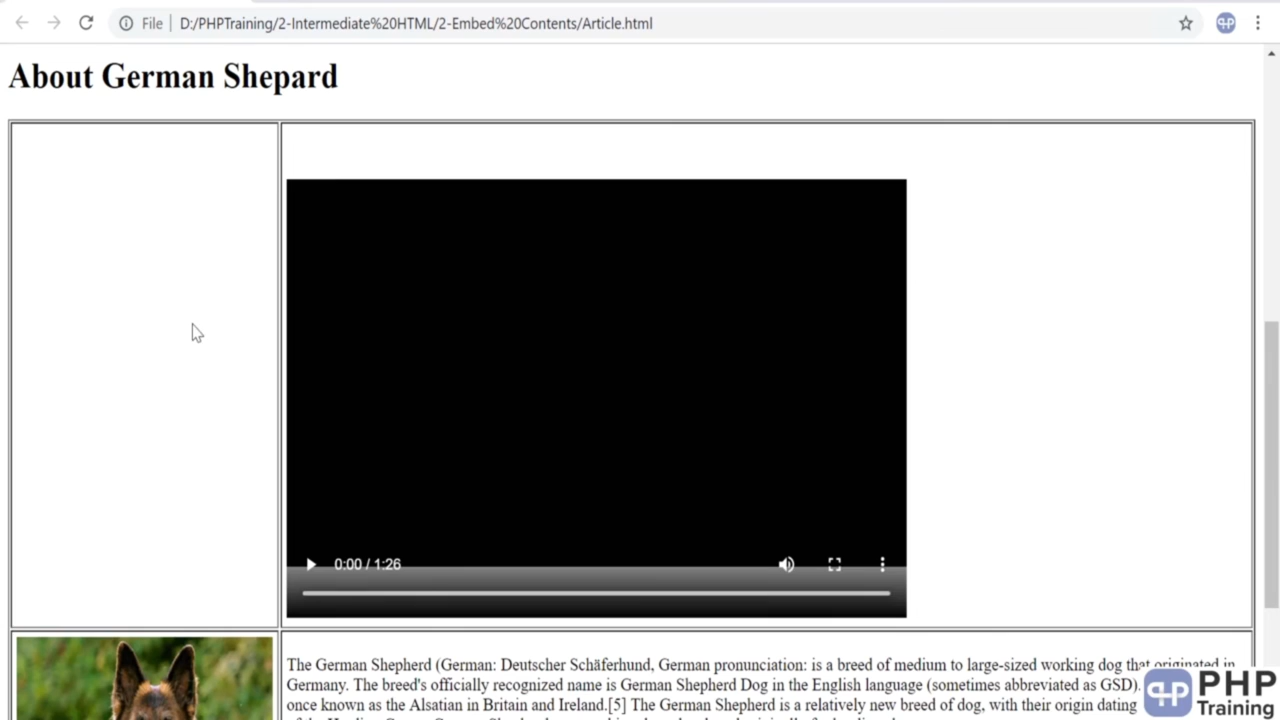 File
D:/PHPTraining/2-Intermediate%20HTML/2-Embed%20Contents/Article.html
About German Shepard
0:00 / 1:26
The German Shepherd (German: Deutscher Schäferhund, German pronunciation: is a breed of medium to large-sized working dog that originated in
Germany. The breed's officially recognized name is German Shepherd Dog in the English language (sometimes abbreviated as GSD).
once known as the Alsatian in Britain and Ireland.[5] The German Shepherd is a relatively new breed of dog, with their origin dating
PHP
Training